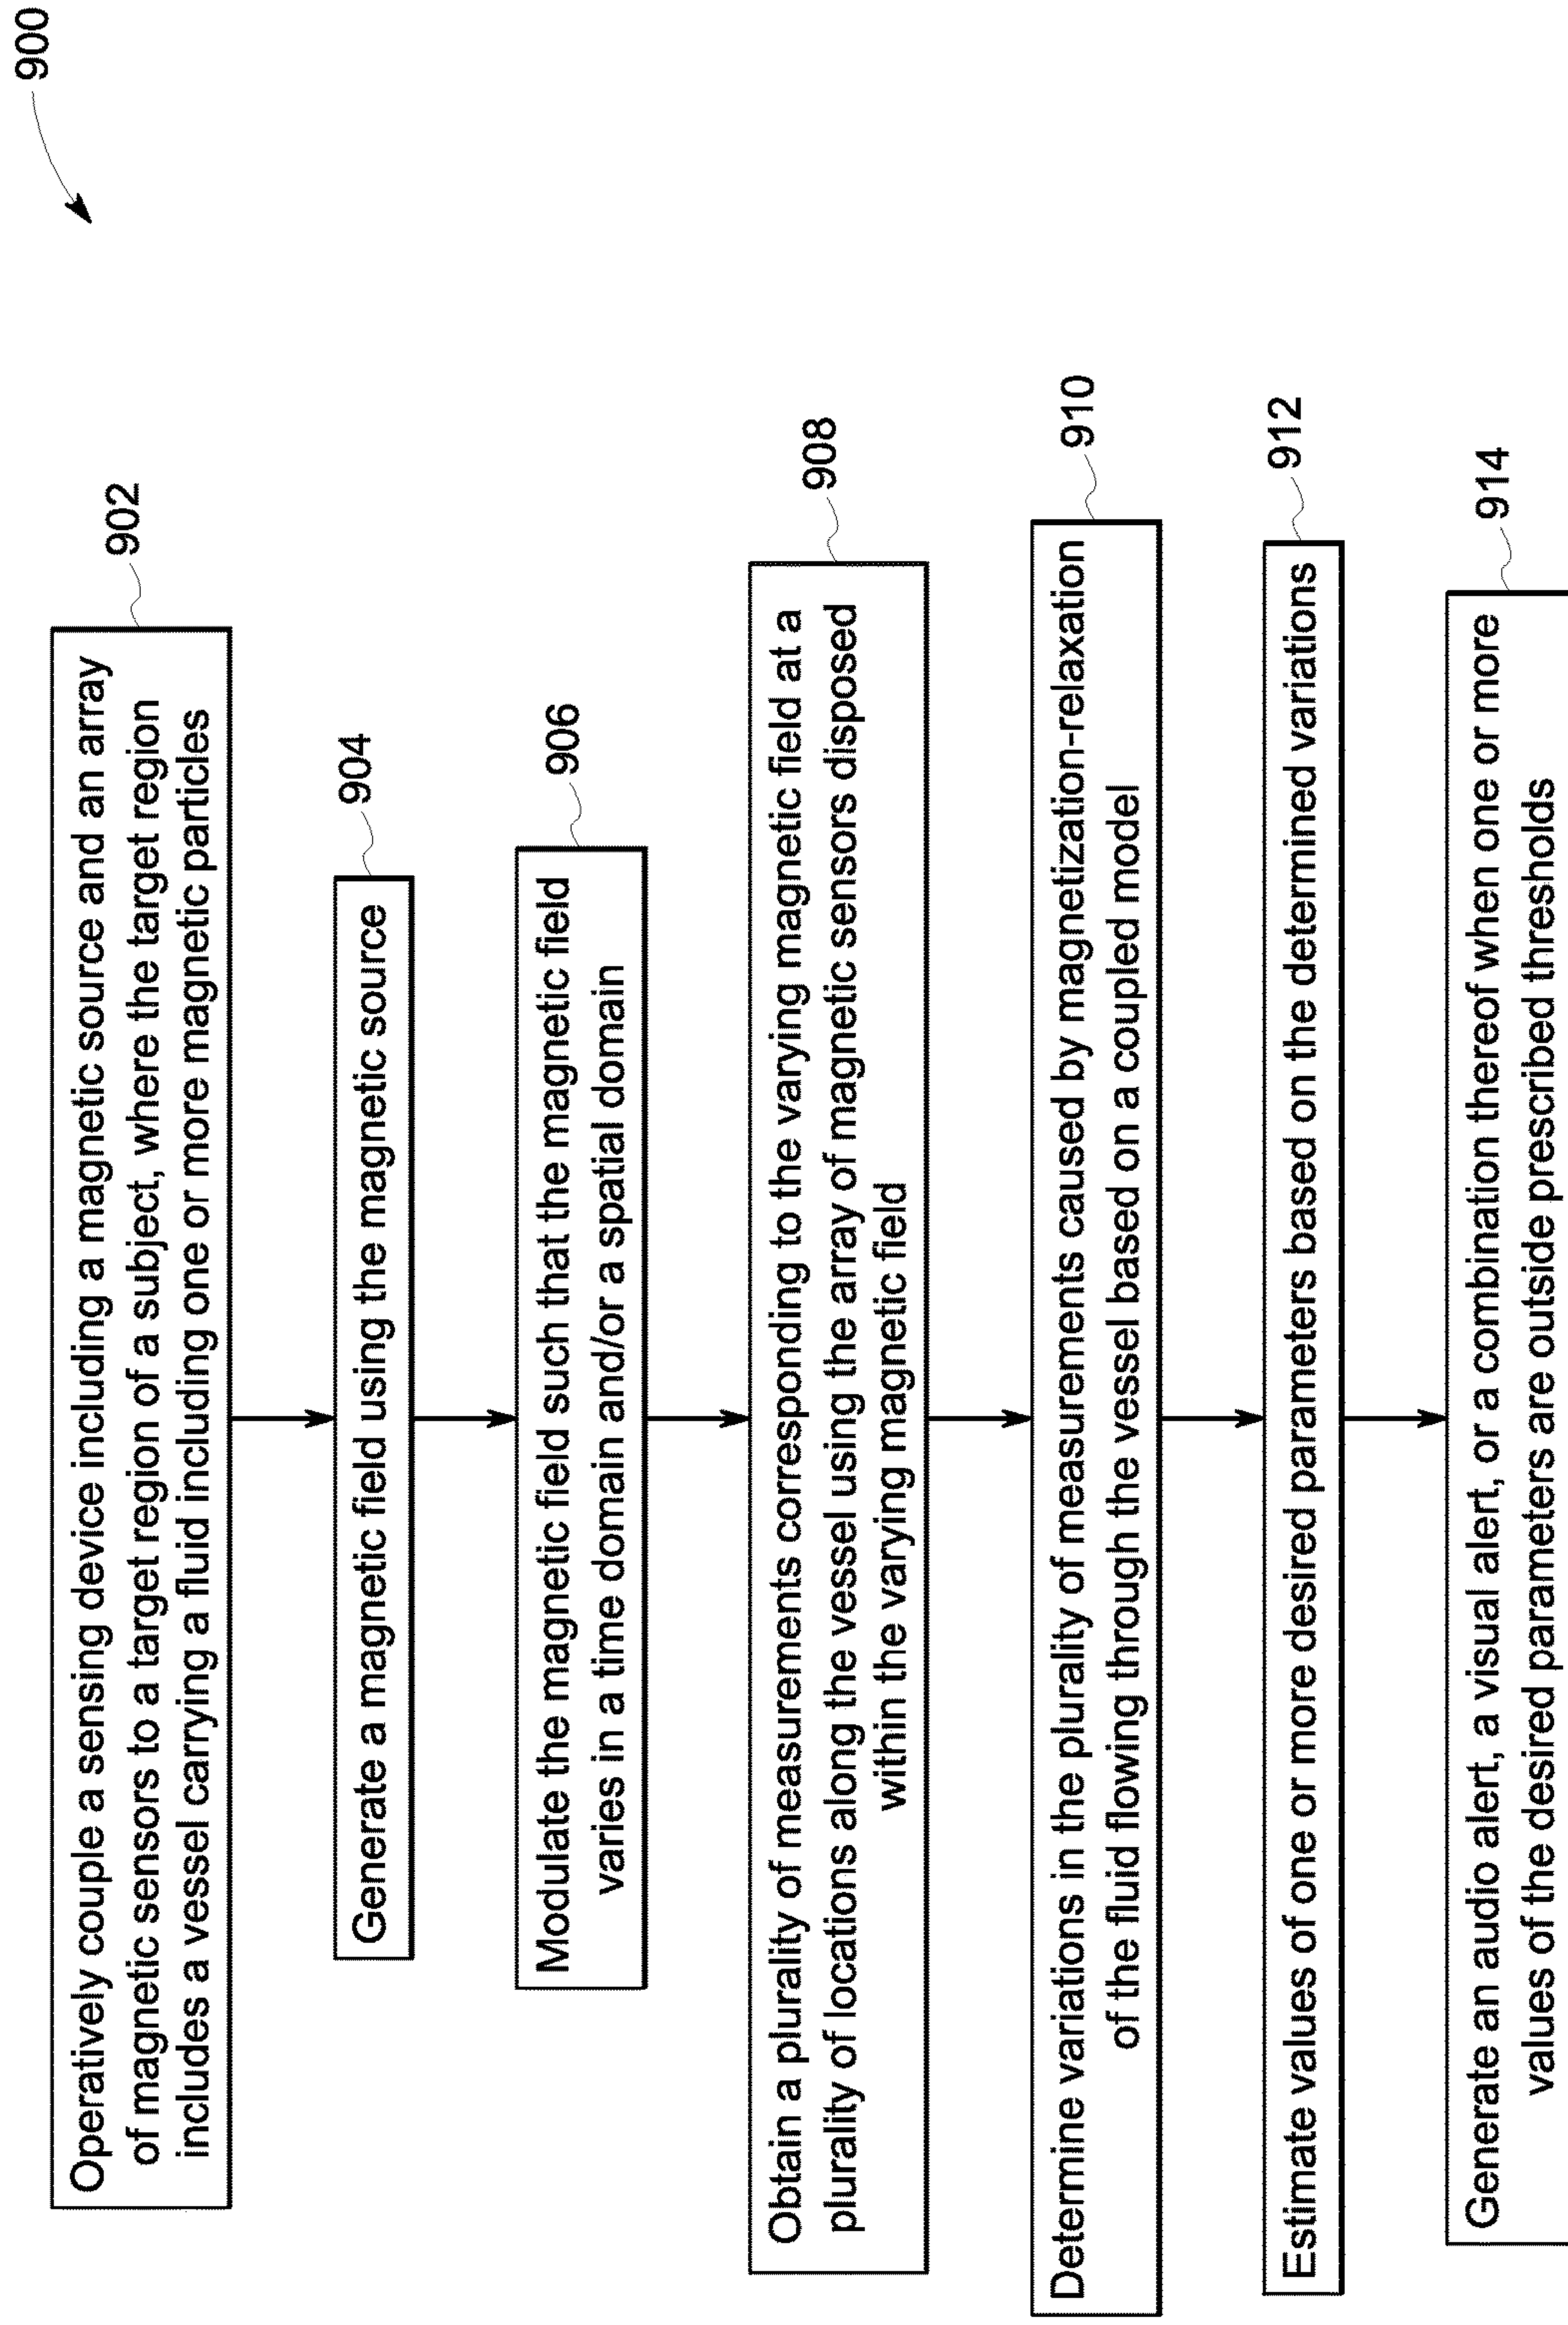 900
902
Operatively couple a sensing device including a magnetic source and an array
of magnetic sensors to a target region of a subject, where the target region
includes a vessel carrying a fluid including one or more magnetic particles
904
Generate a magnetic field using the magnetic source
906
Modulate the magnetic field such that the magnetic field
varies in a time domain and/or a spatial domain
908
Obtain a plurality of measurements corresponding to the varying magnetic field at a
plurality of locations along the vessel using the array of magnetic sensors disposed
within the varying magnetic field
910
Determine variations in the plurality of measurements caused by magnetization-relaxation
of the fluid flowing through the vessel based on a coupled model
912
Estimate values of one or more desired parameters based on the determined variations
914
Generate an audio alert, a visual alert, or a combination thereof when one or more
values of the desired parameters are outside prescribed thresholds